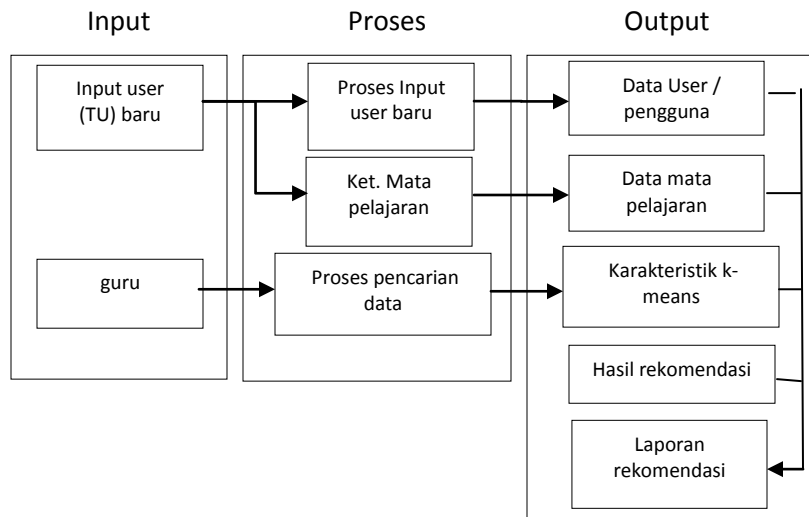 Input
Proses
Output
Input user
(TU) baru
Proses Input
user baru
Data User /
pengguna
Ket. Mata
pelajaran
Data mata
pelajaran
guru
Proses pencarian
data
Karakteristik k-
means
Hasil rekomendasi
Laporan
rekomendasi